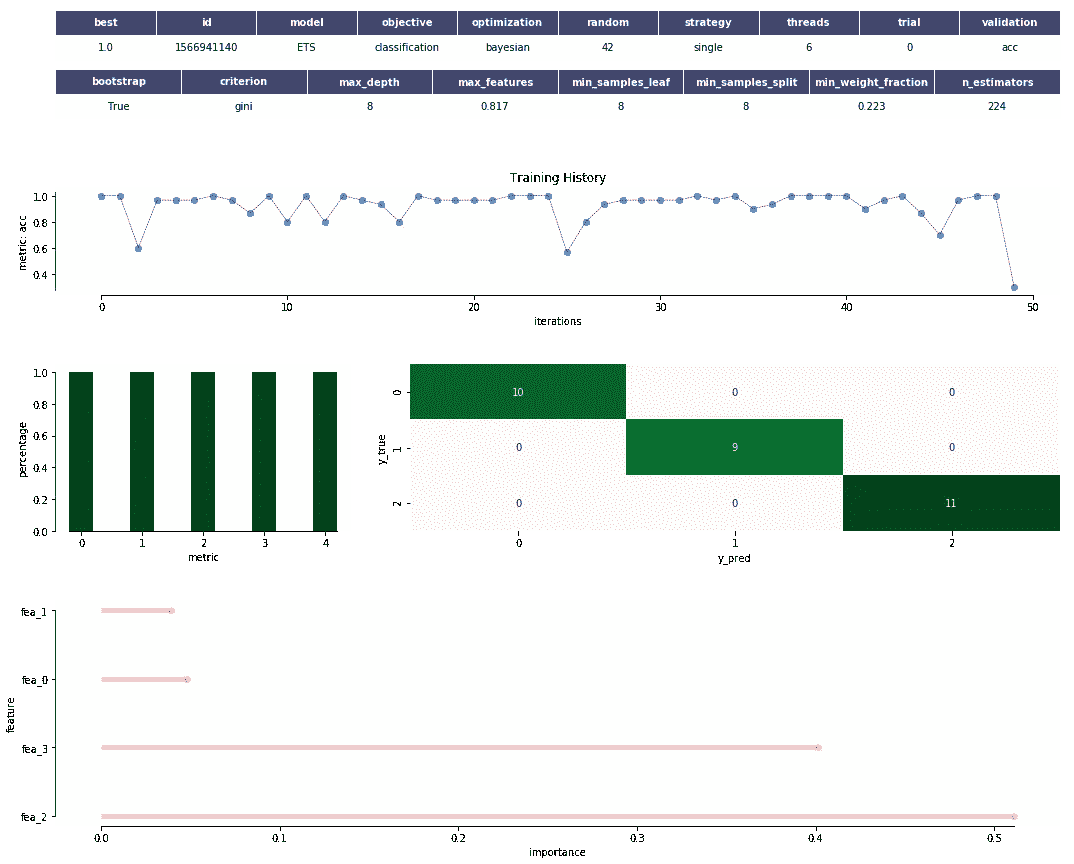 best id model objective optimization random strategy threads trial validation
1.0 1566941140 ETS classification bayesian 42 single 6 0 acc
bootstrap criterion max_depth max_features min_samples_leaf min_samples_split min_weight_fraction n_estimators
True gini 8 0.817 8 8 0.223 224
Training History
metric: acc
1.0
0.8
0.6
0.4
0 10 20 30 40 50
iterations
percentage
1.0
0.8
0.6
0.4
0.2
0.0
0 1 2 3 4
metric
y_true
0 10 0 0
1 0 9 0
2 0 0 11
0 1 2
y_pred
feature
fea_1
fea_0
fea_3
fea_2
0.0 0.1 0.2 0.3 0.4 0.5
importance